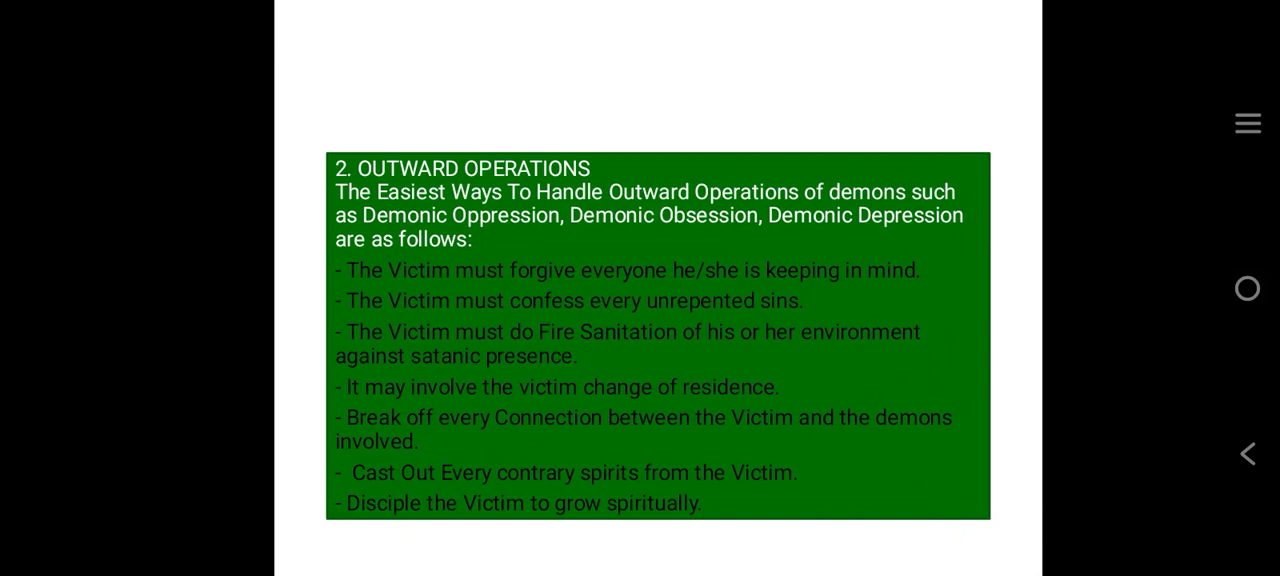 2. OUTWARD OPERATIONS
The Easiest Ways To Handle Outward Operations of demons such
as Demonic Oppression, Demonic Obsession, Demonic Depression
are as follows:
- The Victim must forgive everyone he/she is keeping in mind.
- The Victim must confess every unrepented sins.
- The Victim must do Fire Sanitation of his or her environment
against satanic presence.
- It may involve the victim change of residence.
- Break off every Connection between the Victim and the demons
involved.
-  Cast Out Every contrary spirits from the Victim.
- Disciple the Victim to grow spiritually.